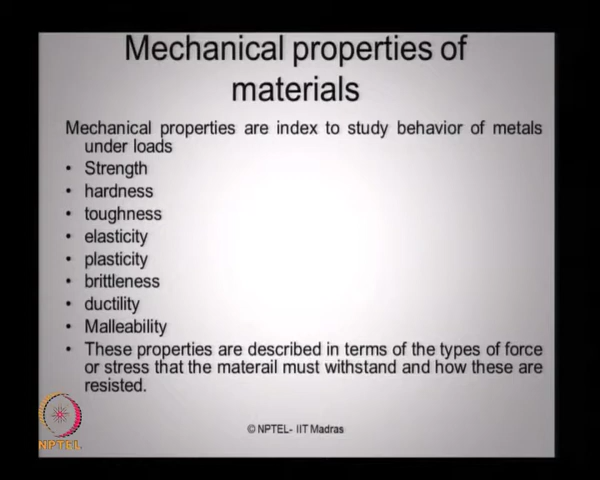 Mechanical properties of
materials
Mechanical properties are index to study behavior of metals
under loads
• Strength
• hardness
• toughness
• elasticity
• plasticity
• brittleness
• ductility
• Malleability
• These properties are described in terms of the types of force
or stress that the materail must withstand and how these are
resisted.
NPTEL
© NPTEL- IIT Madras